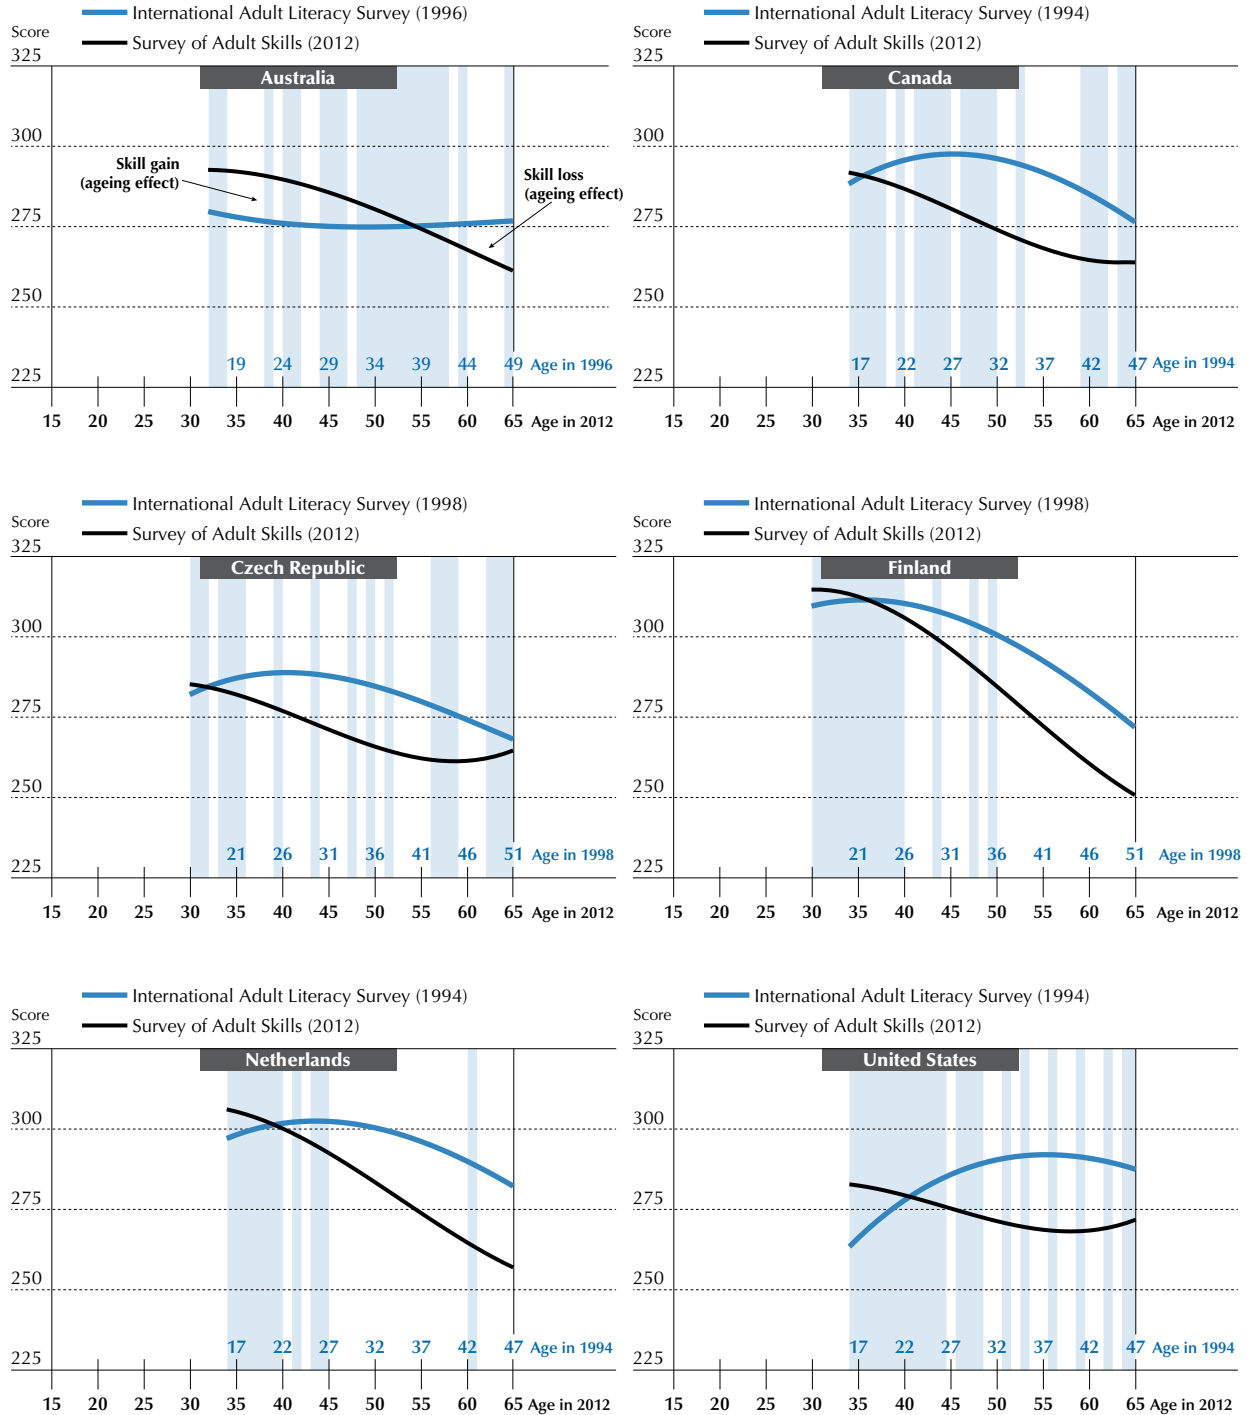 International Adult Literacy Survey (1996)
Survey of Adult Skills (2012)
Score
325
Australia
300
Skill gain
(ageing effect)
Skill loss
(ageing effect)
275
250
19 24 29 34 39 44 49 Age in 1996
225
15 20 25 30 35 40 45 50 55 60 65 Age in 2012
International Adult Literacy Survey (1994)
Survey of Adult Skills (2012)
Score
325
Canada
300
275
250
17 22 27 32 37 42 47 Age in 1994
225
15 20 25 30 35 40 45 50 55 60 65 Age in 2012
International Adult Literacy Survey (1998)
Survey of Adult Skills (2012)
Score
325
Czech Republic
300
275
250
21 26 31 36 41 46 51 Age in 1998
225
15 20 25 30 35 40 45 50 55 60 65 Age in 2012
International Adult Literacy Survey (1998)
Survey of Adult Skills (2012)
Score
325
Finland
300
275
250
21 26 31 36 41 46 51 Age in 1998
225
15 20 25 30 35 40 45 50 55 60 65 Age in 2012
International Adult Literacy Survey (1994)
Survey of Adult Skills (2012)
Score
325
Netherlands
300
275
250
17 22 27 32 37 42 47 Age in 1994
225
15 20 25 30 35 40 45 50 55 60 65 Age in 2012
International Adult Literacy Survey (1994)
Survey of Adult Skills (2012)
Score
325
United States
300
275
250
17 22 27 32 37 42 47 Age in 1994
225
15 20 25 30 35 40 45 50 55 60 65 Age in 2012